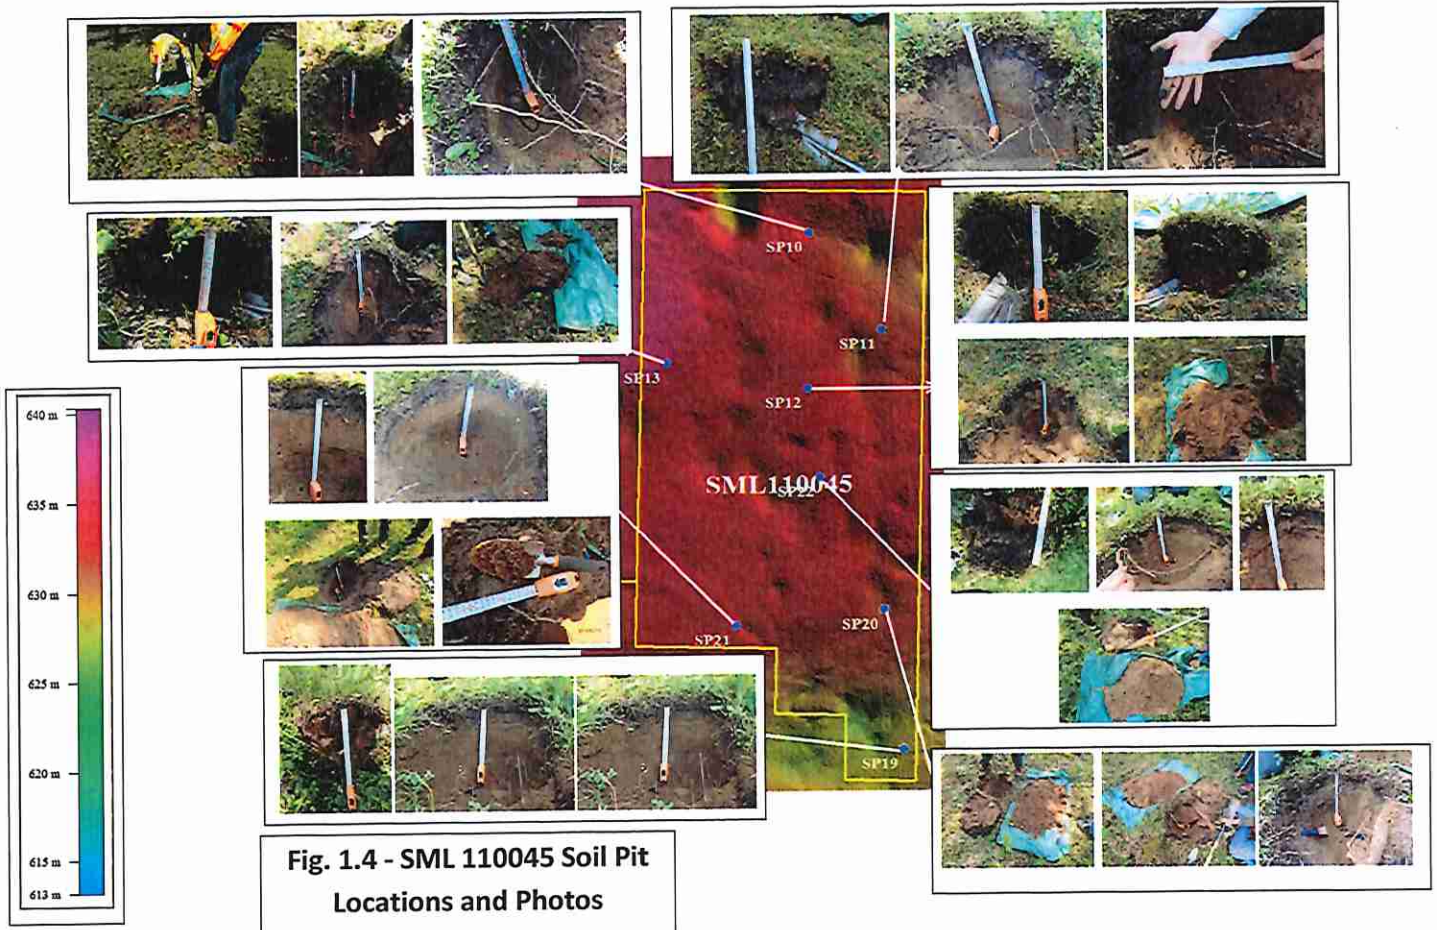 SP10
SP11
SP13
SP12
SML110045
SP22
SP20
SP21
SP19
640 m
635 m
630 m
625 m
620 m
615 m
613 m
Fig. 1.4 - SML 110045 Soil Pit
Locations and Photos